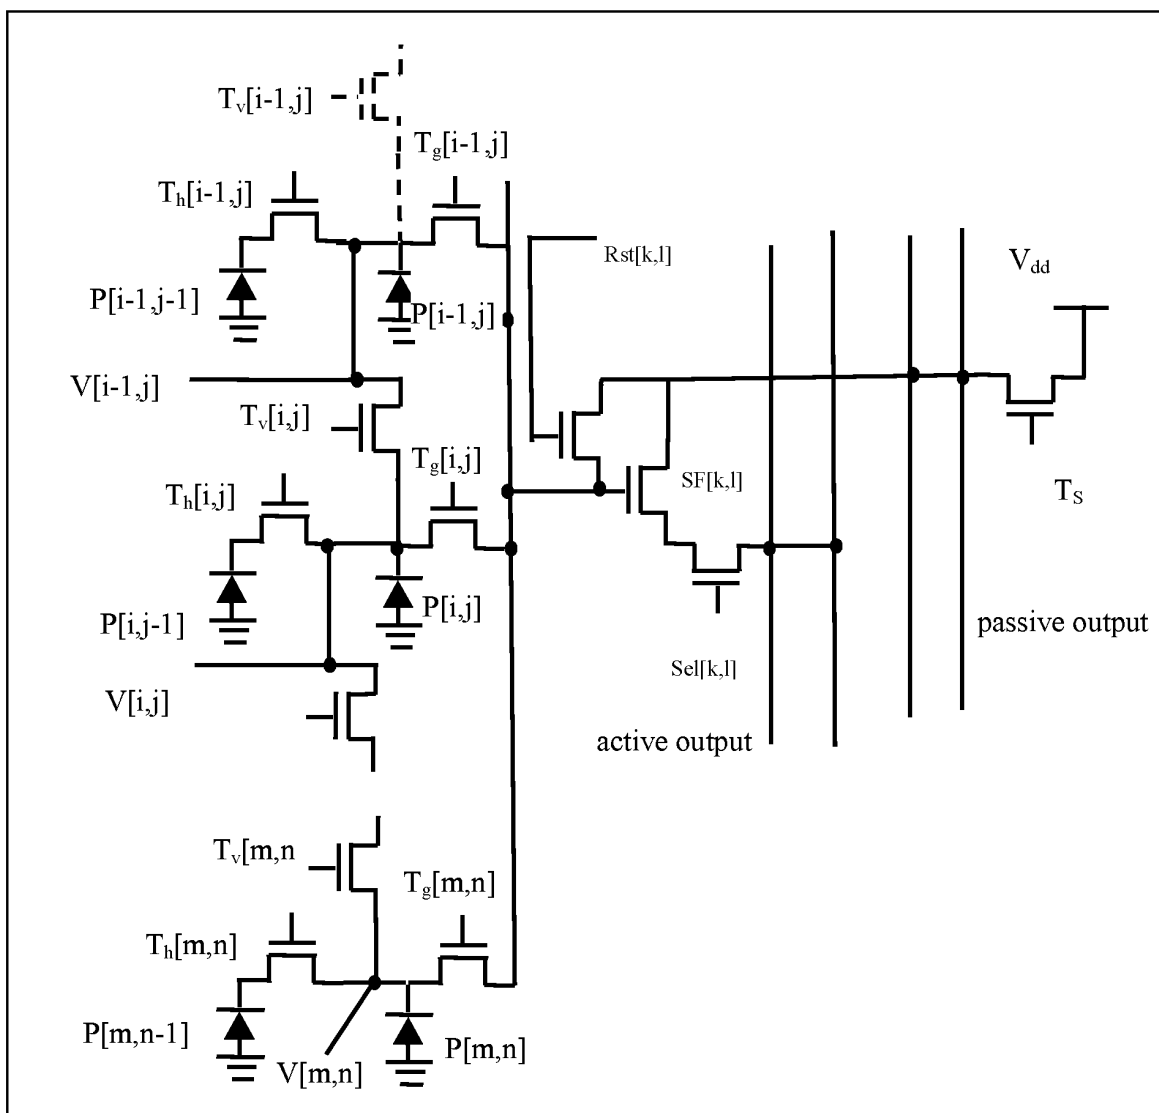 Tv[i-1,j]
Tg[i-1,j]
Th[i-1,j]
Rst[k,l]
Vdd
P[i-1,j-1]
P[i-1,j]
V[i-1,j]
Tv[i,j]
Tg[i,j]
Th[i,j]
SF[k,l]
TS
P[i,j-1]
P[i,j]
passive output
Sel[k,l]
V[i,j]
active output
Tv[m,n
Tg[m,n]
Th[m,n]
P[m,n-1]
P[m,n]
V[m,n]